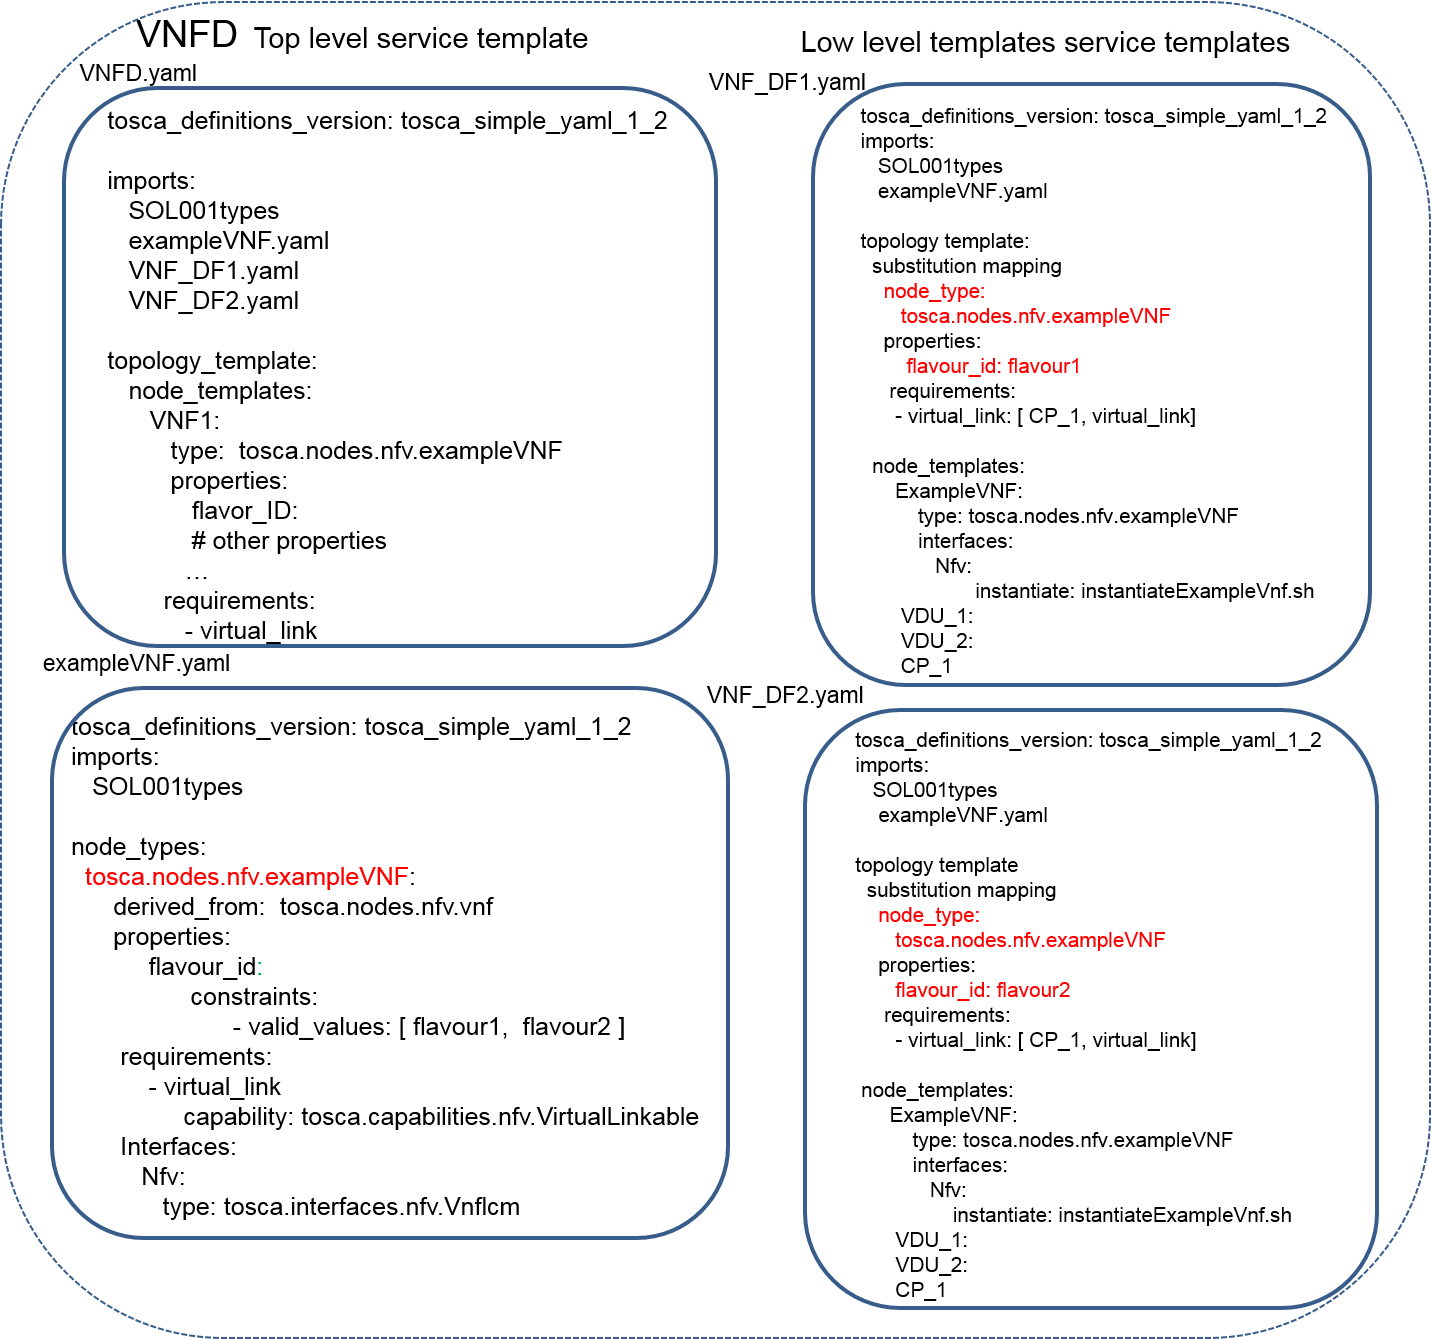 VNFD Top level service template
VNFD.yaml
tosca_definitions_version: tosca_simple_yaml_1_2
imports:
SOL001types
exampleVNF.yaml
VNF_DF1.yaml
VNF_DF2.yaml
topology_template:
node_templates:
VNF1:
type: tosca.nodes.nfv.exampleVNF
properties:
flavor_ID:
# other properties
...
requirements:
- virtual_link
exampleVNF.yaml
tosca_definitions_version: tosca_simple_yaml_1_2
imports:
SOL001types
node_types:
tosca.nodes.nfv.exampleVNF:
derived_from: tosca.nodes.nfv.vnf
properties:
flavour_id:
constraints:
- valid_values: [ flavour1, flavour2 ]
requirements:
- virtual_link
capability: tosca.capabilities.nfv.VirtualLinkable
Interfaces:
Nfv:
type: tosca.interfaces.nfv.Vnflcm
Low level templates service templates
VNF_DF1.yaml
tosca_definitions_version: tosca_simple_yaml_1_2
imports:
SOL001types
exampleVNF.yaml
topology template:
substitution mapping
node_type:
tosca.nodes.nfv.exampleVNF
properties:
flavour_id: flavour1
requirements:
- virtual_link: [ CP_1, virtual_link]
node_templates:
ExampleVNF:
type: tosca.nodes.nfv.exampleVNF
interfaces:
Nfv:
instantiate: instantiateExampleVnf.sh
VDU_1:
VDU_2:
CP_1
VNF_DF2.yaml
tosca_definitions_version: tosca_simple_yaml_1_2
imports:
SOL001types
exampleVNF.yaml
topology template
substitution mapping
node_type:
tosca.nodes.nfv.exampleVNF
properties:
flavour_id: flavour2
requirements:
- virtual_link: [ CP_1, virtual_link]
node_templates:
ExampleVNF:
type: tosca.nodes.nfv.exampleVNF
interfaces:
Nfv:
instantiate: instantiateExampleVnf.sh
VDU_1:
VDU_2:
CP_1